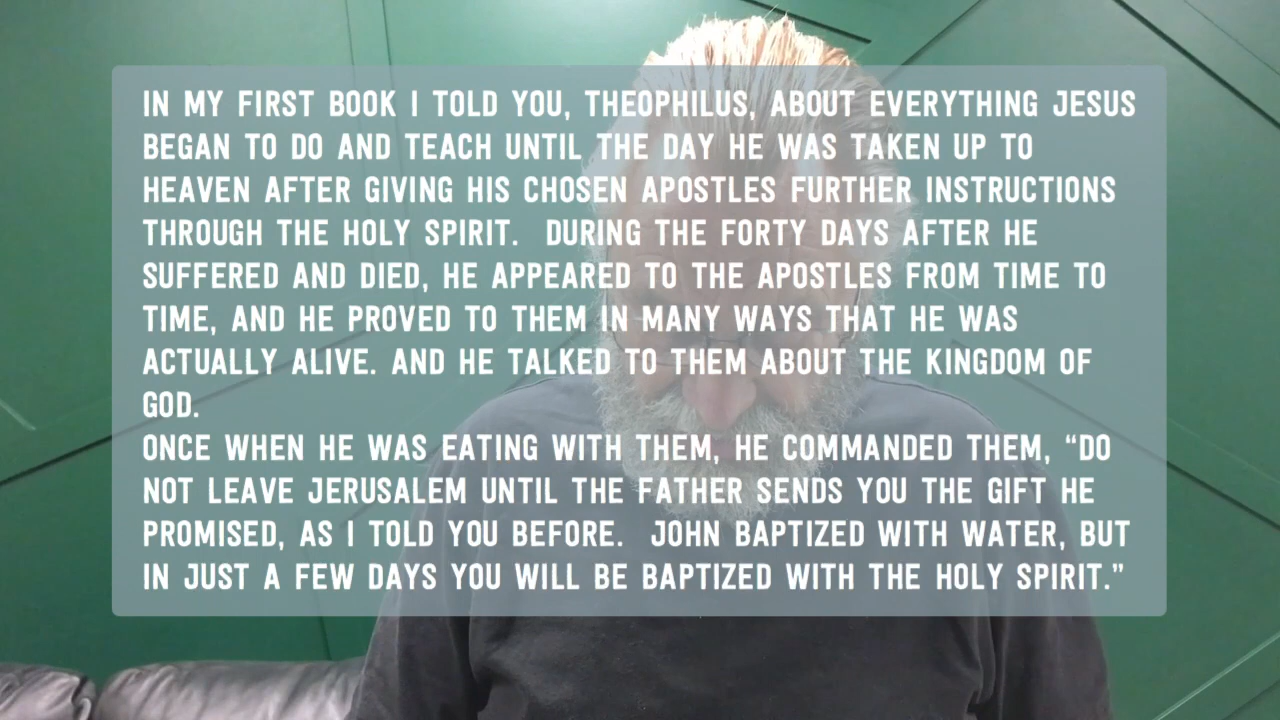 IN MY FIRST BOOK I TOLD YOU, THEOPHILUS, ABOUT EVERYTHING JESUS
BEGAN TO DO AND TEACH UNTIL THE DAY HE WAS TAKEN UP TO
HEAVEN AFTER GIVING HIS CHOSEN APOSTLES FURTHER INSTRUCTIONS
THROUGH THE HOLY SPIRIT.  DURING THE FORTY DAYS AFTER HE
SUFFERED AND DIED, HE APPEARED TO THE APOSTLES FROM TIME TO
TIME, AND HE PROVED TO THEM IN MANY WAYS THAT HE WAS
ACTUALLY ALIVE. AND HE TALKED TO THEM ABOUT THE KINGDOM OF
GOD.
ONCE WHEN HE WAS EATING WITH THEM, HE COMMANDED THEM, “DO
NOT LEAVE JERUSALEM UNTIL THE FATHER SENDS YOU THE GIFT HE
PROMISED, AS I TOLD YOU BEFORE.  JOHN BAPTIZED WITH WATER, BUT
IN JUST A FEW DAYS YOU WILL BE BAPTIZED WITH THE HOLY SPIRIT.”